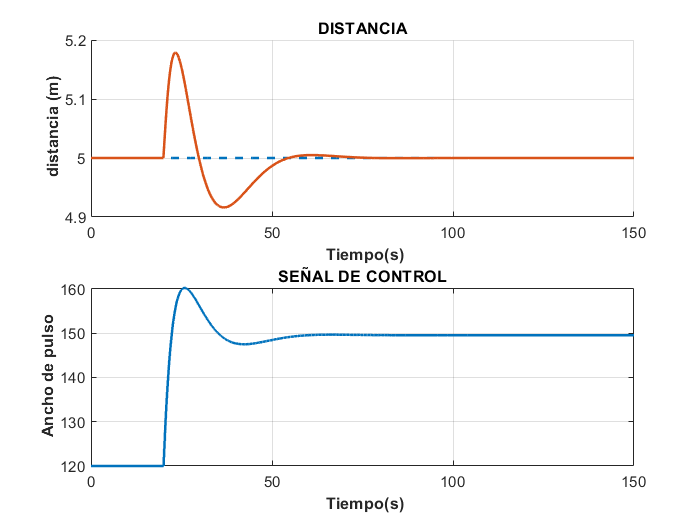 DISTANCIA
5.2
5.1
5
4.9
distancia (m)
0
50
100
150
Tiempo(s)
SEÑAL DE CONTROL
160
150
140
130
120
Ancho de pulso
0
50
100
150
Tiempo(s)